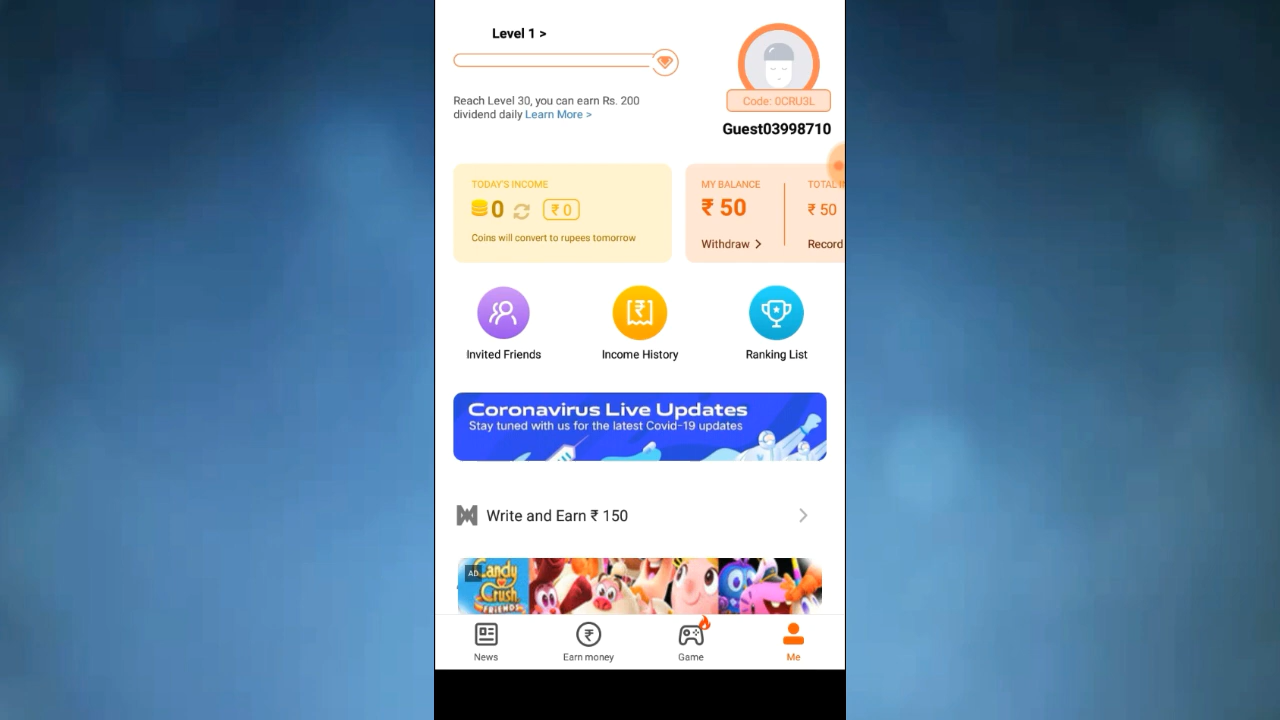 Level 1 >
Reach Level 30, you can earn Rs. 200
dividend daily Learn More >
Code: 0CRU3L
Guest03998710
TODAY'S INCOME
0 ₹ 0
Coins will convert to rupees tomorrow
MY BALANCE
₹ 50
Withdraw >
TOTAL
₹ 50
Record
Invited Friends
Income History
Ranking List
Coronavirus Live Updates
Stay tuned with us for the latest Covid-19 updates
Write and Earn ₹ 150
AD
Candy
Crush
FRIENDS
News
Earn money
Game
Me